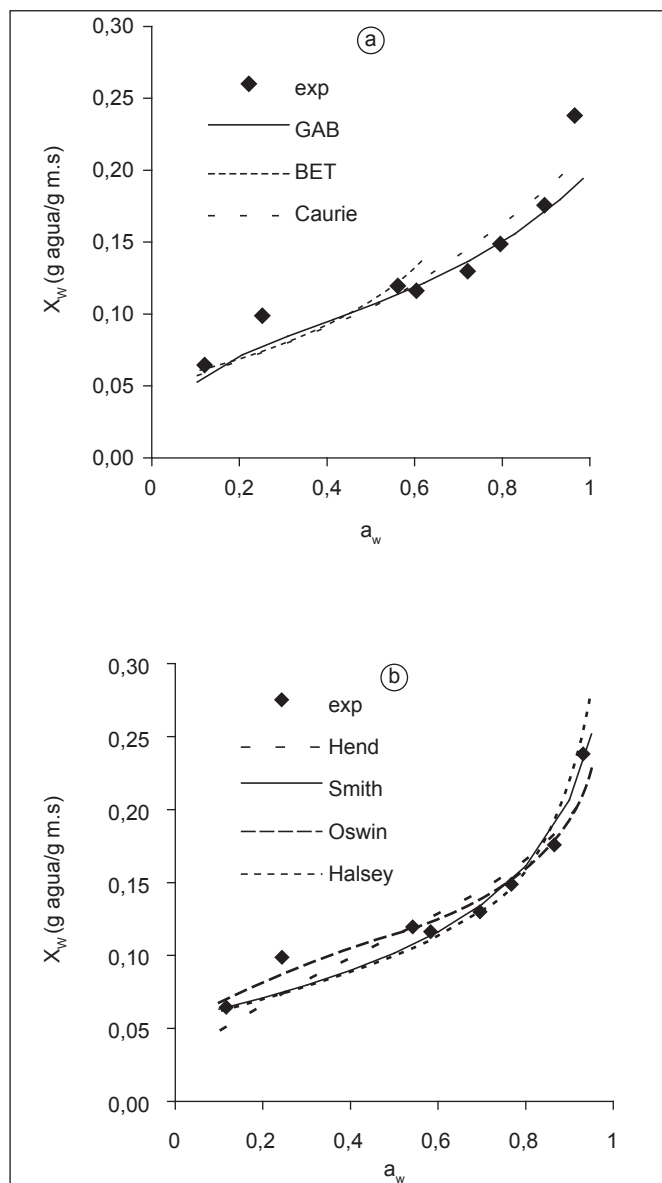 a
0,30
0,25
0,20
0,15
0,10
0,05
0,00
X_w (g agua/g m.s)
exp
GAB
BET
Caurie
0 0,2 0,4 0,6 0,8 1
a_w
b
0,30
0,25
0,20
0,15
0,10
0,05
0,00
X_w (g agua/g m.s)
exp
Hend
Smith
Oswin
Halsey
0 0,2 0,4 0,6 0,8 1
a_w